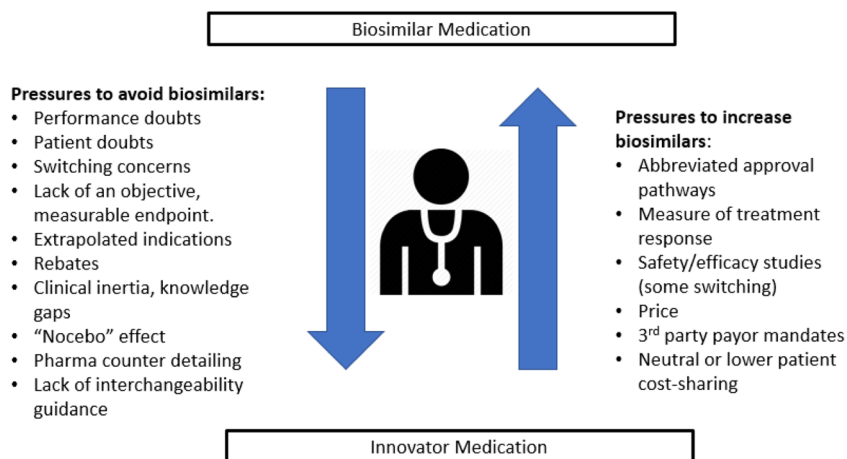 Biosimilar Medication
Pressures to avoid biosimilars:
• Performance doubts
• Patient doubts
• Switching concerns
• Lack of an objective,
measurable endpoint.
• Extrapolated indications
• Rebates
• Clinical inertia, knowledge
gaps
• “Nocebo” effect
• Pharma counter detailing
• Lack of interchangeability
guidance
Pressures to increase
biosimilars:
• Abbreviated approval
pathways
• Measure of treatment
response
• Safety/efficacy studies
(some switching)
• Price
• 3rd party payor mandates
• Neutral or lower patient
cost-sharing
Innovator Medication